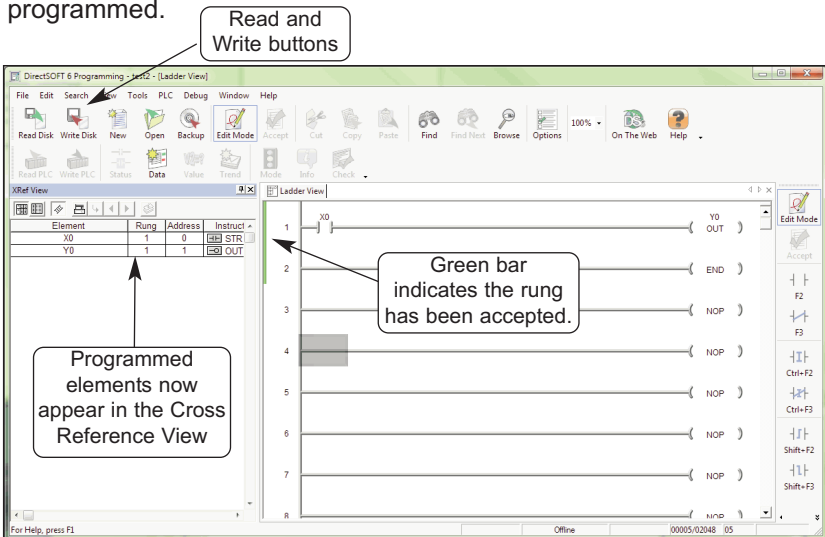 programmed.
Read and
Write buttons
DirectSOFT 6 Programming - test2 - [Ladder View]
File Edit Search View Tools PLC Debug Window Help
Read Disk Write Disk New Open Backup Edit Mode Accept Cut Copy Paste Find Find Next Browse Options 100% On The Web Help
Read PLC Write PLC Status Data Value Trend Mode Info Check
XRef View
Ladder View
Element Rung Address Instruct
X0 1 0 STR
Y0 1 1 OUT
1 X0 Y0
OUT
2 END
3 NOP
4 NOP
5 NOP
6 NOP
7 NOP
8 NOP
Green bar
indicates the rung
has been accepted.
Programmed
elements now
appear in the Cross
Reference View
Edit Mode
Accept
F2
F3
Ctrl+F2
Ctrl+F3
Shift+F2
Shift+F3
For Help, press F1 Offline 00005/02048 05